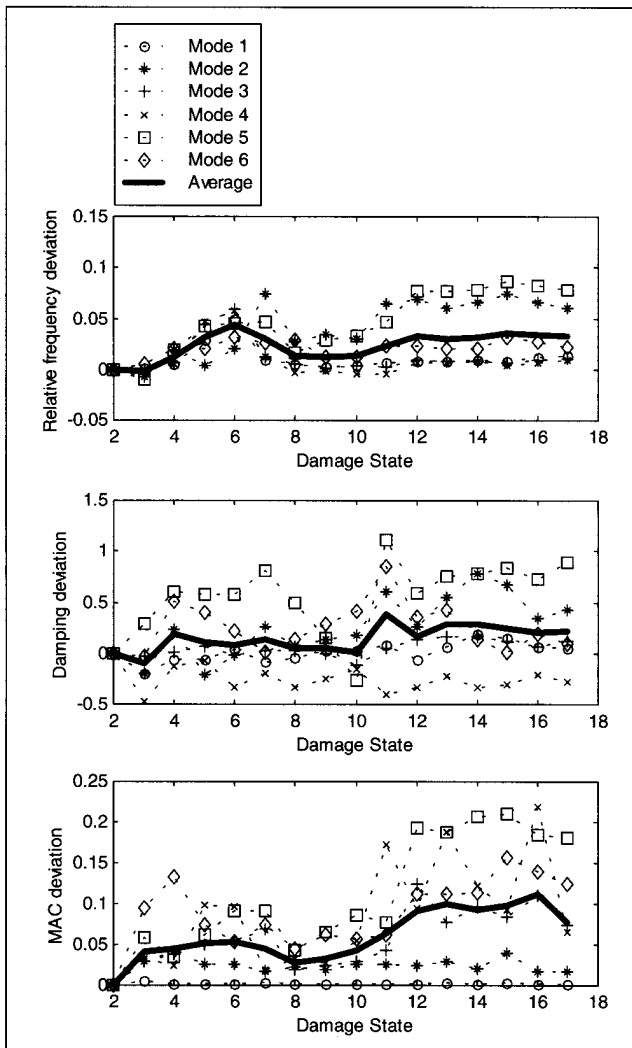 Mode 1
Mode 2
Mode 3
Mode 4
Mode 5
Mode 6
Average
0.15
0.1
0.05
0
-0.05
Relative frequency deviation
2 4 6 8 10 12 14 16 18
Damage State
1.5
1
0.5
0
-0.5
Damping deviation
2 4 6 8 10 12 14 16 18
Damage State
0.25
0.2
0.15
0.1
0.05
0
MAC deviation
2 4 6 8 10 12 14 16 18
Damage State